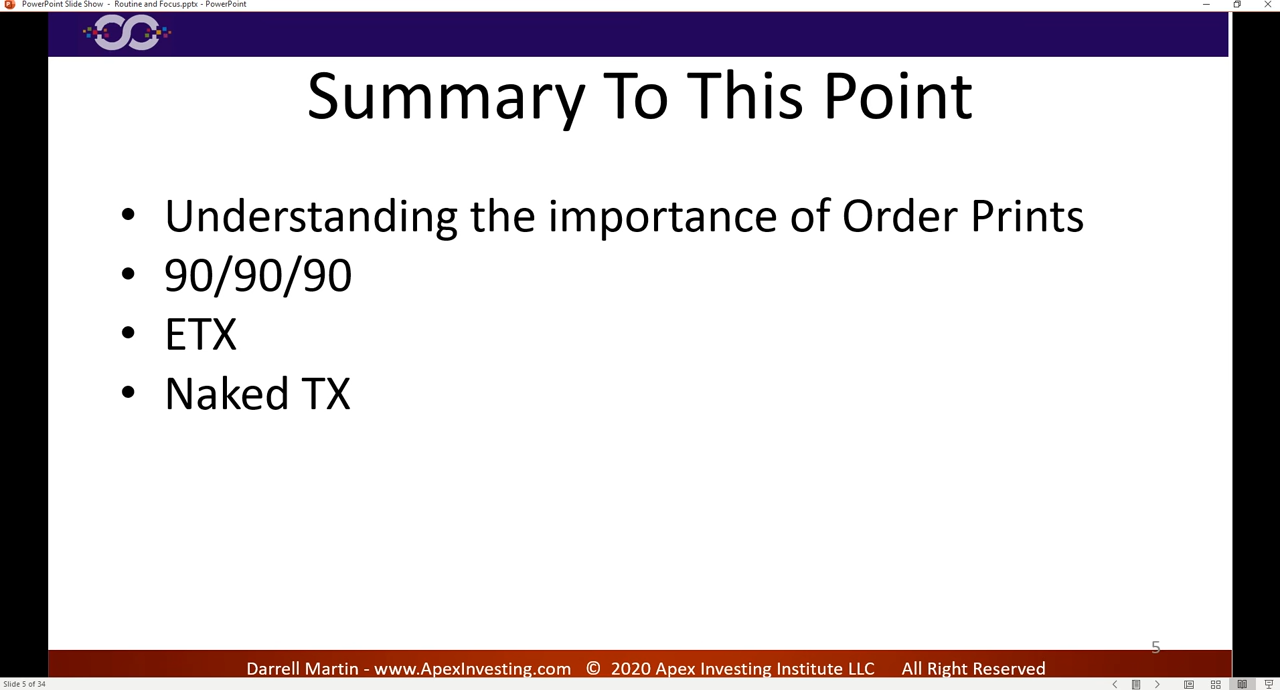 PowerPoint Slide Show - Routine and Focus.pptx - PowerPoint
Summary To This Point
• Understanding the importance of Order Prints
• 90/90/90
• ETX
• Naked TX
5
Darrell Martin - www.ApexInvesting.com © 2020 Apex Investing Institute LLC All Right Reserved
Slide 5 of 34